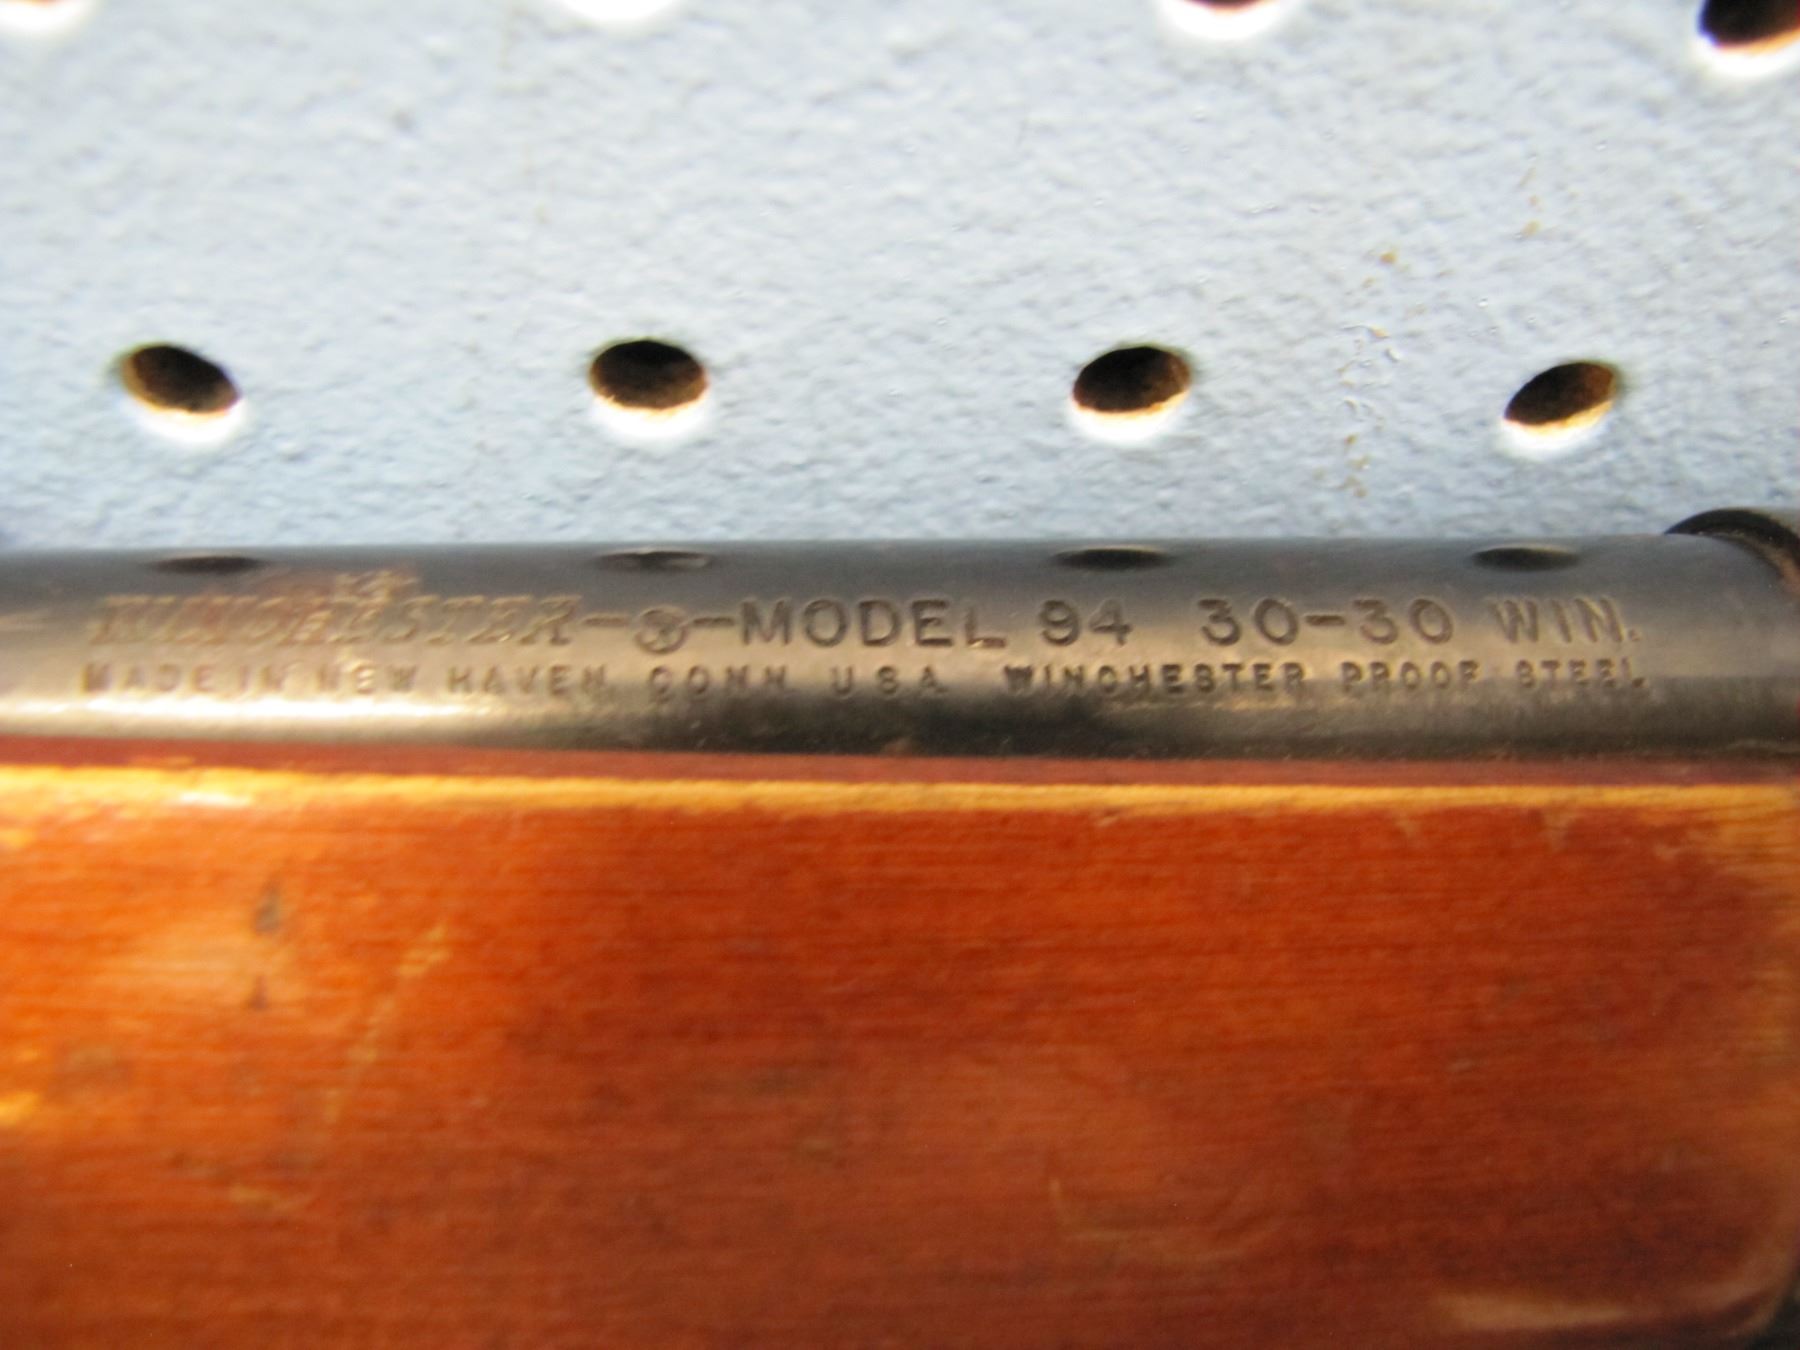 WINCHESTER-W-MODEL 94 30-30 WIN.
MADE IN NEW HAVEN, CONN. U.S.A. WINCHESTER PROOF STEEL.